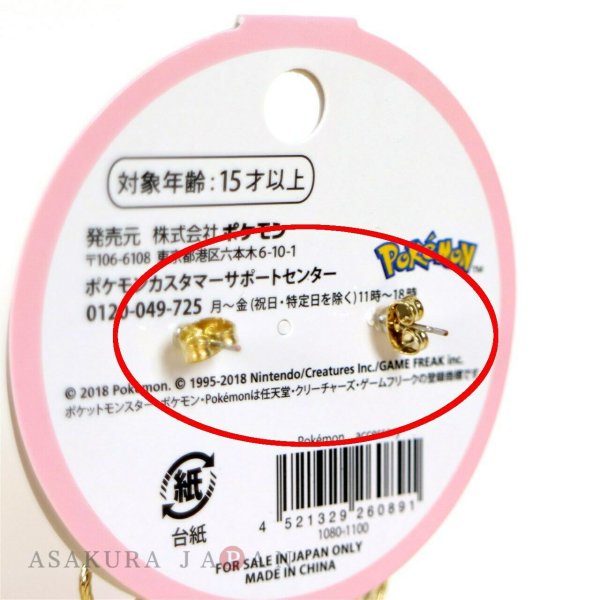 対象年齢：15才以上
発売元 株式会社ポケモン
〒106-6108 東京都港区六本木6-10-1
ポケモンカスタマーサポートセンター
0120-049-725 月～金（祝日・特定日を除く）11時～18時
POKéMON™
© 2018 Pokémon. © 1995-2018 Nintendo/Creatures Inc./GAME FREAK inc.
ポケットモンスター・ポケモン・Pokémonは任天堂・クリーチャーズ・ゲームフリークの登録商標です。
Pokémon accessory
紙
台紙
4 521329 260891
1080-1100
FOR SALE IN JAPAN ONLY
MADE IN CHINA
ASAKURA JAPAN